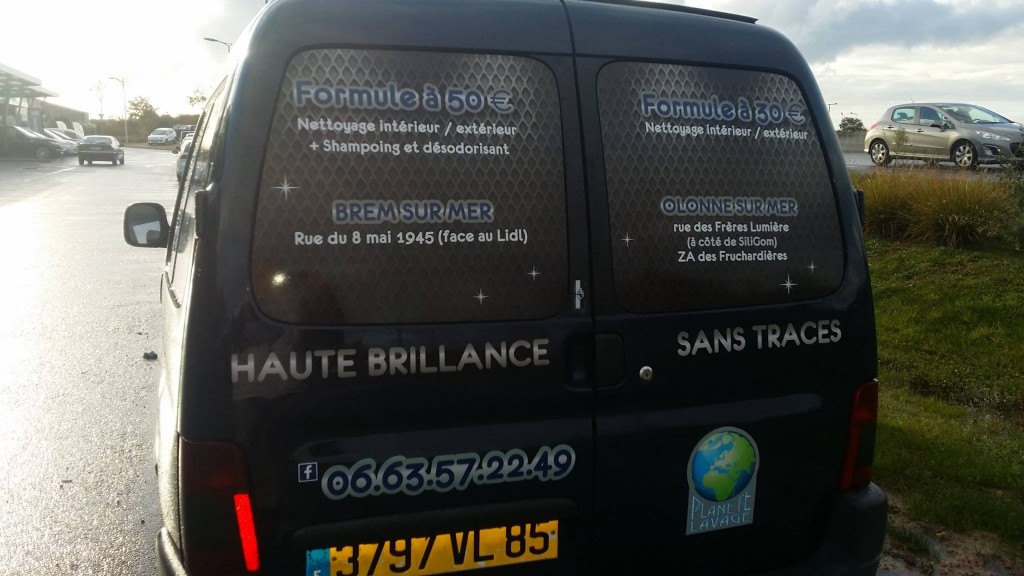 Formule à 50 €
Nettoyage intérieur / extérieur
+ Shampoing et désodorisant
BREM SUR MER
Rue du 8 mai 1945 (face au Lidl)
Formule à 30 €
Nettoyage intérieur / extérieur
OLONNE SUR MER
rue des Frères Lumière
(à côté de SiliGom)
ZA des Fruchardières
HAUTE BRILLANCE
SANS TRACES
f 06.63.57.22.49
PLANETE
LAVAGE
F 3797 VL 85